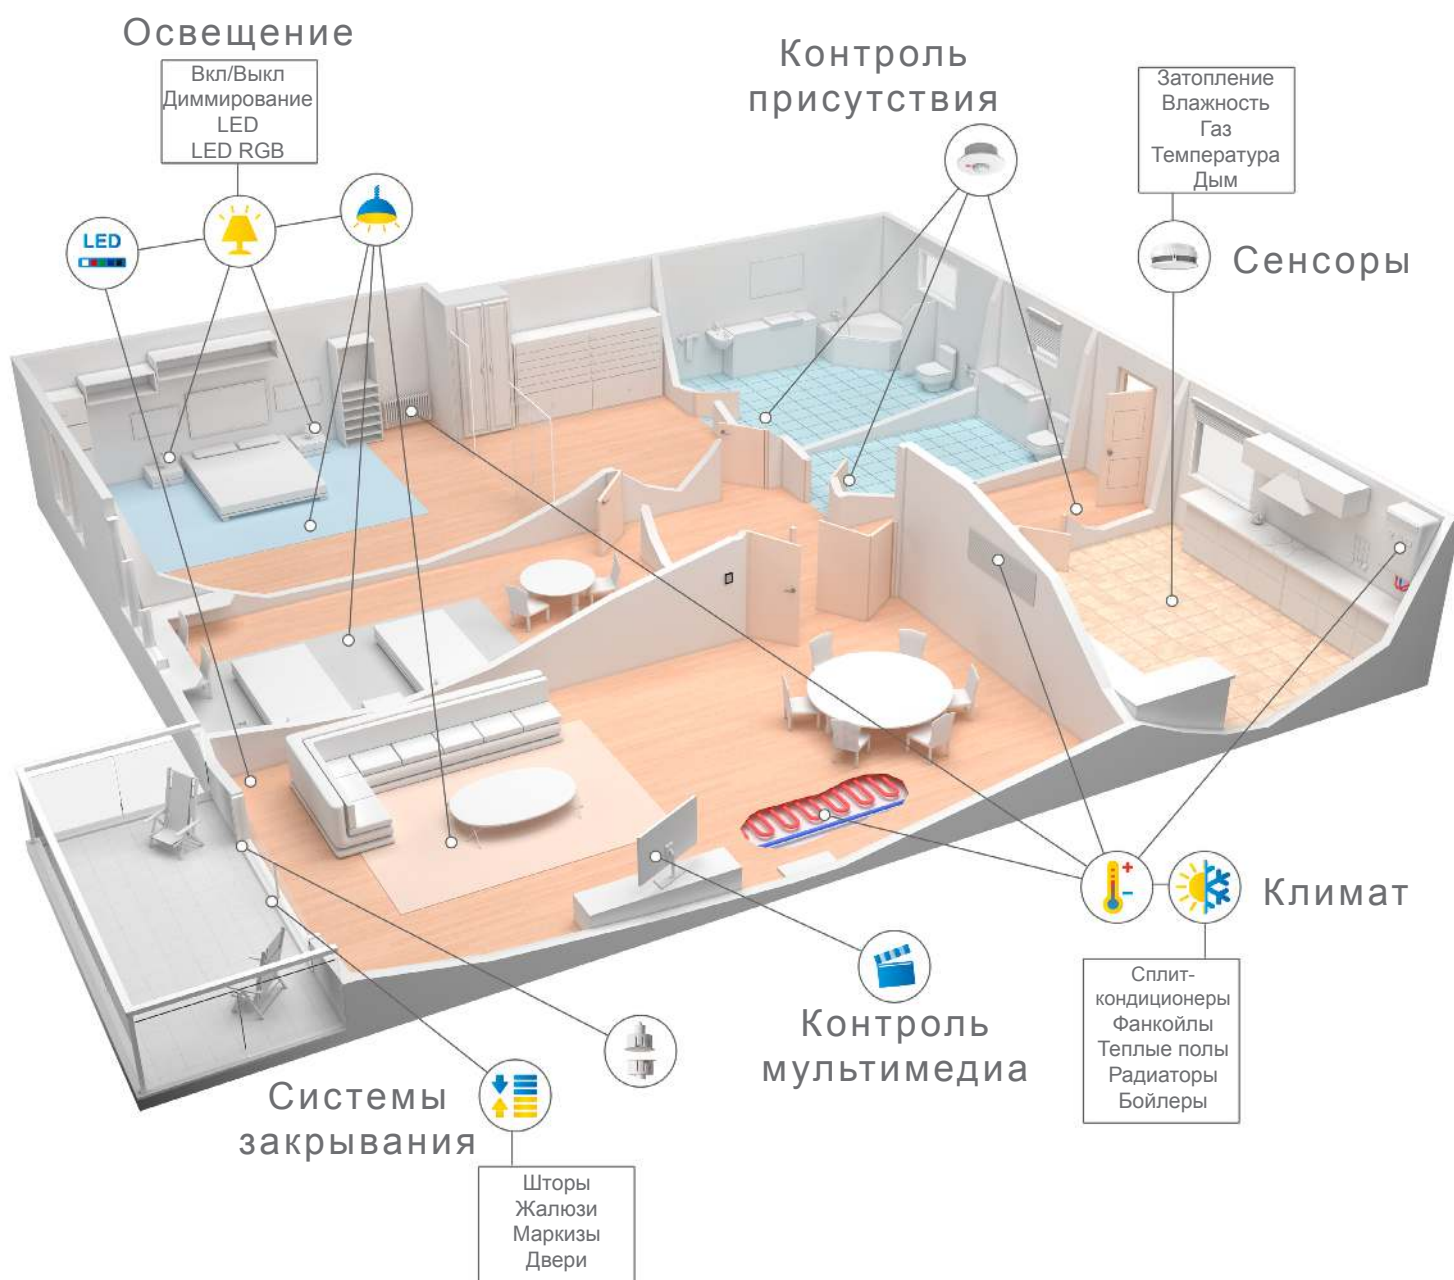 Освещение
Вкл/Выкл
Диммирование
LED
LED RGB
Контроль
присутствия
Затопление
Влажность
Газ
Температура
Дым
LED
Сенсоры
Климат
Сплит-
кондиционеры
Фанкойлы
Теплые полы
Радиаторы
Бойлеры
Контроль
мультимедиа
Системы
закрывания
Шторы
Жалюзи
Маркизы
Двери